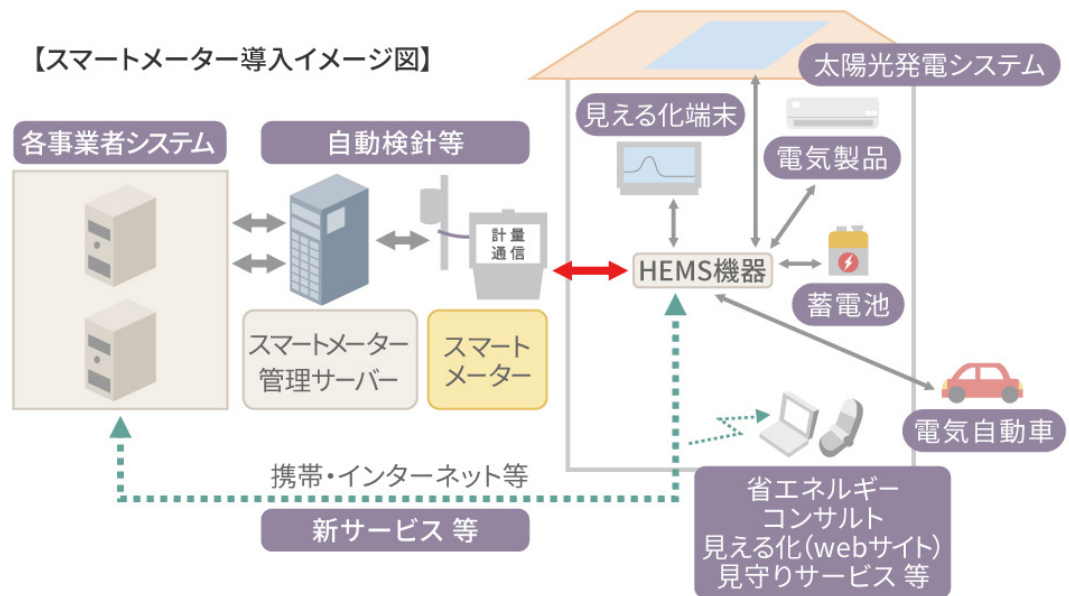 【スマートメーター導入イメージ図】
各事業者システム
自動検針等
計量
通信
スマートメーター
管理サーバー
スマート
メーター
携帯・インターネット等
新サービス 等
太陽光発電システム
見える化端末
電気製品
HEMS機器
蓄電池
電気自動車
省エネルギー
コンサルト
見える化(webサイト)
見守りサービス 等